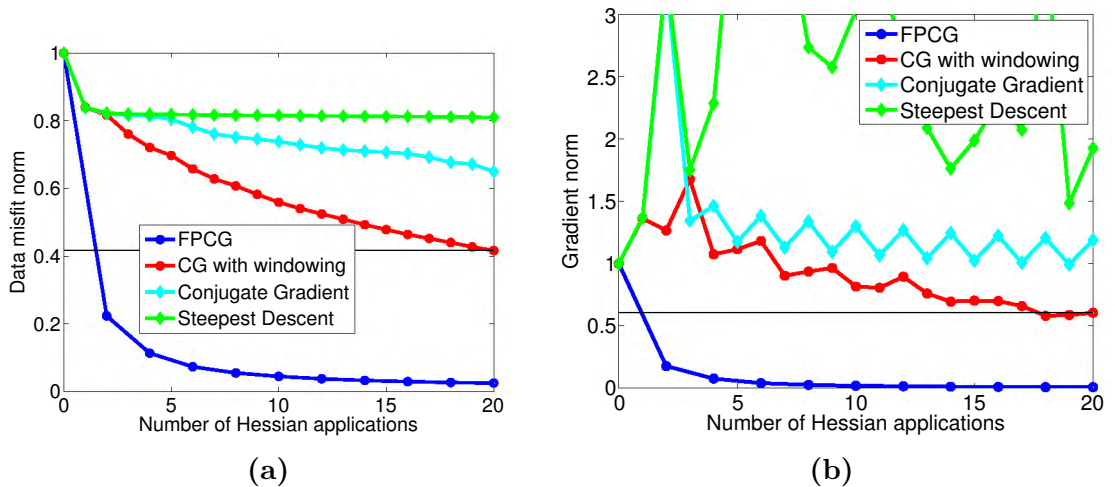 1
0.8
0.6
0.4
0.2
0
0
5
10
15
20
Data misfit norm
Number of Hessian applications
FPCG
CG with windowing
Conjugate Gradient
Steepest Descent
(a)
3
2.5
2
1.5
1
0.5
0
0
5
10
15
20
Gradient norm
Number of Hessian applications
FPCG
CG with windowing
Conjugate Gradient
Steepest Descent
(b)